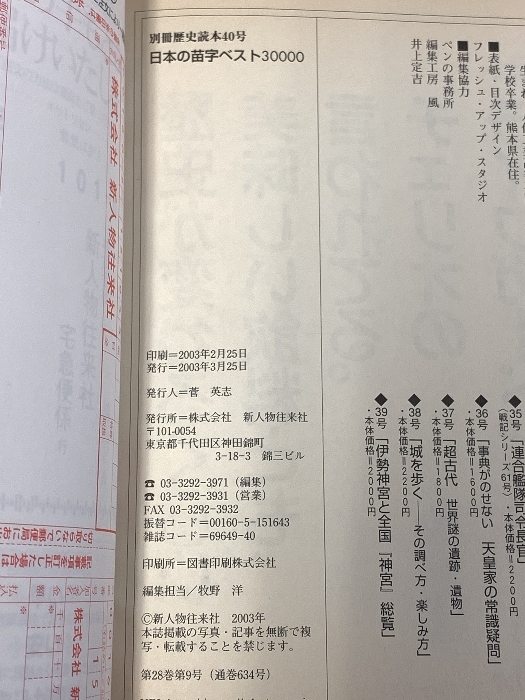 別冊歴史読本40号
日本の苗字ベスト30000
印刷＝2003年2月25日
発行＝2003年3月25日
発行人＝菅　英志
発行所＝株式会社　新人物往来社
〒101-0054
東京都千代田区神田錦町
3-18-3　錦三ビル
☎ 03-3292-3971（編集）
☎ 03-3292-3931（営業）
FAX 03-3292-3932
振替コード＝00160-5-151643
雑誌コード＝69649-40
印刷所＝図書印刷株式会社
編集担当／牧野　洋
©新人物往来社　2003年
本誌掲載の写真・記事を無断で複
写・転載することを禁じます。
第28巻第9号（通巻634号）
学校卒業。熊本県在住。
■表紙・目次デザイン
フレッシュ・アップ・スタジオ
■編集協力
ペンの事務所
編集工房　風
井上定吉
◆35号「連合艦隊司令長官」
（戦記シリーズ61号）・本体価格＝2200円
◆36号「事典がのせない　天皇家の常識疑問」
・本体価格＝1600円
◆37号「超古代　世界謎の遺跡・遺物」
・本体価格＝1800円
◆38号「城を歩く―その調べ方・楽しみ方」
・本体価格＝2200円
◆39号「伊勢神宮と全国『神宮』総覧」
・本体価格＝2000円
株式会社　新人物往来社
株式会社　新